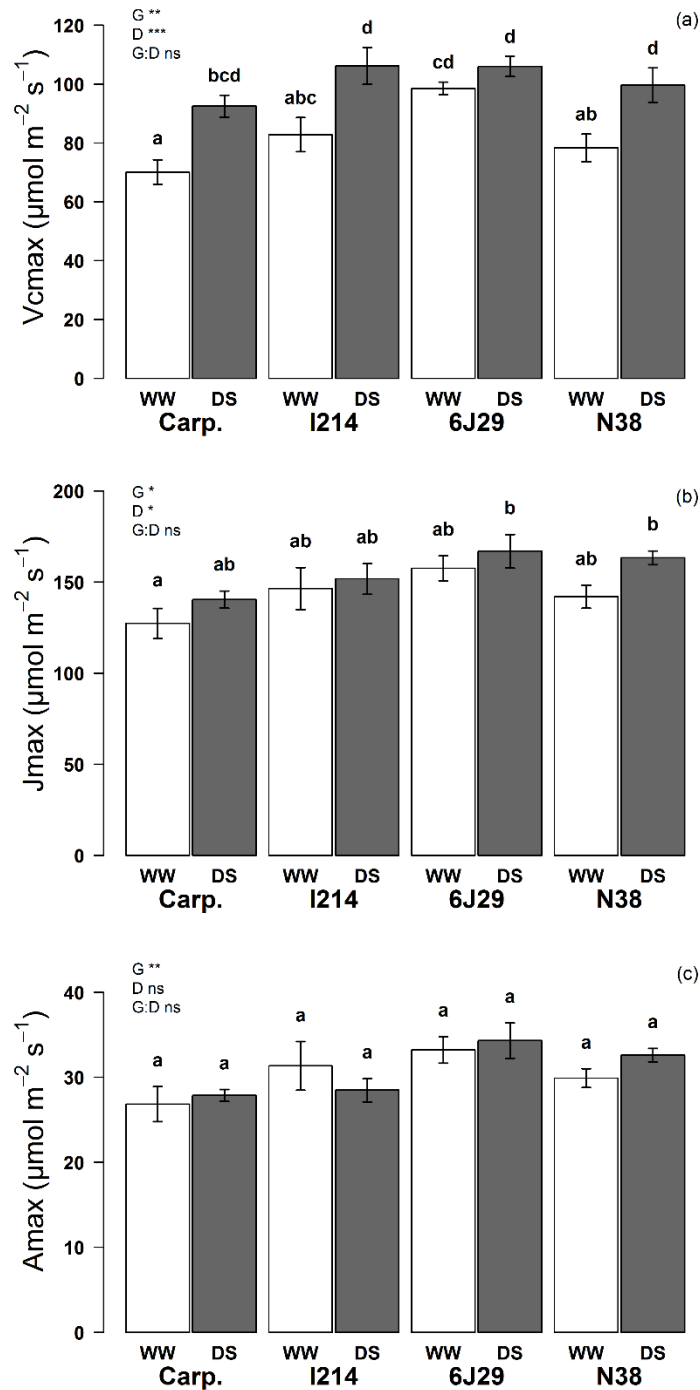 G **
D ***
G:D ns
(a)
Vcmax (µmol m−2 s−1)
120
100
80
60
40
20
0
a
bcd
abc
d
cd
d
ab
d
WW DS WW DS WW DS WW DS
Carp. I214 6J29 N38
G *
D *
G:D ns
(b)
Jmax (µmol m−2 s−1)
200
150
100
50
0
a
ab
ab
ab
ab
b
ab
b
WW DS WW DS WW DS WW DS
Carp. I214 6J29 N38
G **
D ns
G:D ns
(c)
Amax (µmol m−2 s−1)
40
30
20
10
0
a
a
a
a
a
a
a
a
WW DS WW DS WW DS WW DS
Carp. I214 6J29 N38